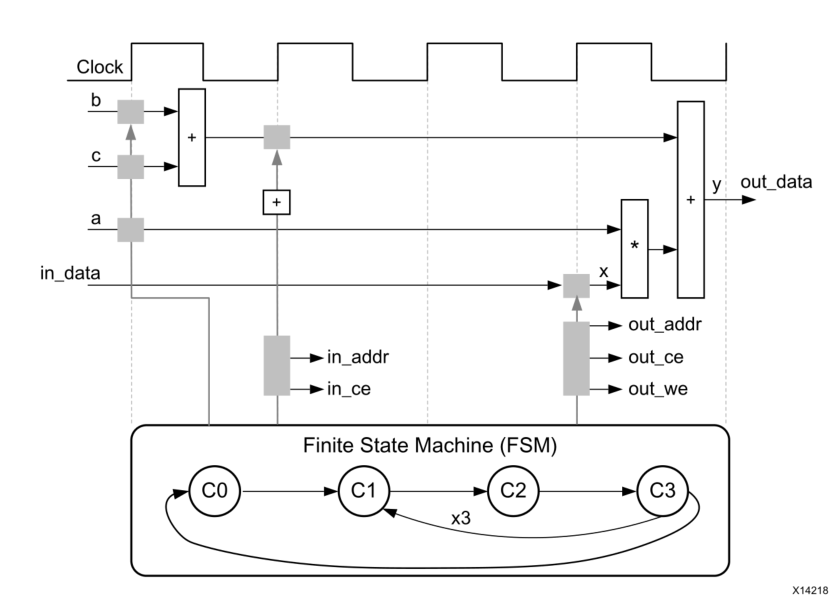 Clock
b
+
c
+
a
y
out_data
+
*
in_data
x
out_addr
in_addr
out_ce
in_ce
out_we
Finite State Machine (FSM)
C0
C1
C2
C3
x3
X14218